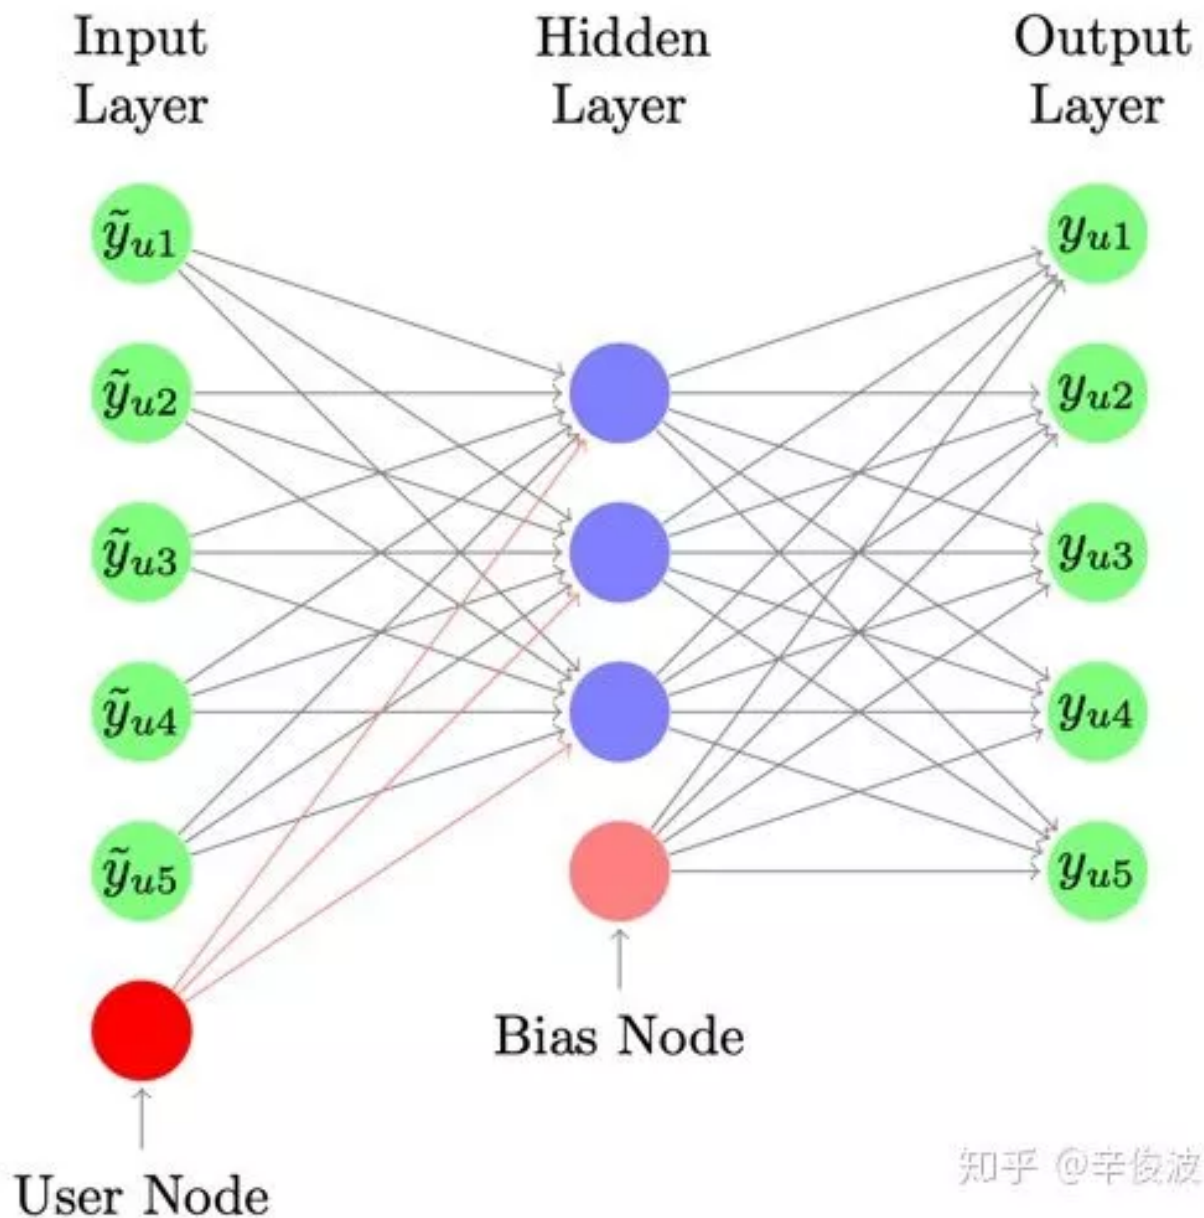 Input
Layer
Hidden
Layer
Output
Layer
ỹu1
ỹu2
ỹu3
ỹu4
ỹu5
yu1
yu2
yu3
yu4
yu5
Bias Node
User Node
知乎 @辛俊波